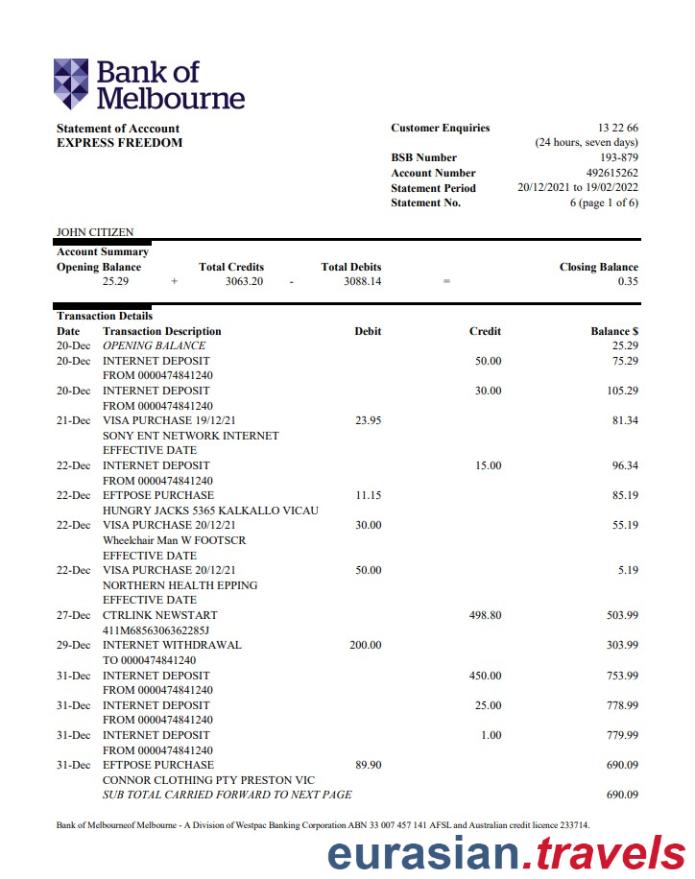 Bank of
Melbourne
Statement of Acccount
EXPRESS FREEDOM
Customer Enquiries 13 22 66
(24 hours, seven days)
BSB Number 193-879
Account Number 492615262
Statement Period 20/12/2021 to 19/02/2022
Statement No. 6 (page 1 of 6)
JOHN CITIZEN
Account Summary
Opening Balance Total Credits Total Debits Closing Balance
25.29 + 3063.20 - 3088.14 = 0.35
Transaction Details
Date Transaction Description Debit Credit Balance $
20-Dec OPENING BALANCE 25.29
20-Dec INTERNET DEPOSIT 50.00 75.29
FROM 0000474841240
20-Dec INTERNET DEPOSIT 30.00 105.29
FROM 0000474841240
21-Dec VISA PURCHASE 19/12/21 23.95 81.34
SONY ENT NETWORK INTERNET
EFFECTIVE DATE
22-Dec INTERNET DEPOSIT 15.00 96.34
FROM 0000474841240
22-Dec EFTPOSE PURCHASE 11.15 85.19
HUNGRY JACKS 5365 KALKALLO VICAU
22-Dec VISA PURCHASE 20/12/21 30.00 55.19
Wheelchair Man W FOOTSCR
EFFECTIVE DATE
22-Dec VISA PURCHASE 20/12/21 50.00 5.19
NORTHERN HEALTH EPPING
EFFECTIVE DATE
27-Dec CTRLINK NEWSTART 498.80 503.99
411M6856306362285J
29-Dec INTERNET WITHDRAWAL 200.00 303.99
TO 0000474841240
31-Dec INTERNET DEPOSIT 450.00 753.99
FROM 0000474841240
31-Dec INTERNET DEPOSIT 25.00 778.99
FROM 0000474841240
31-Dec INTERNET DEPOSIT 1.00 779.99
FROM 0000474841240
31-Dec EFTPOSE PURCHASE 89.90 690.09
CONNOR CLOTHING PTY PRESTON VIC
SUB TOTAL CARRIED FORWARD TO NEXT PAGE 690.09
Bank of Melbourneof Melbourne - A Division of Westpac Banking Corporation ABN 33 007 457 141 AFSL and Australian credit licence 233714.
eurasian.travels